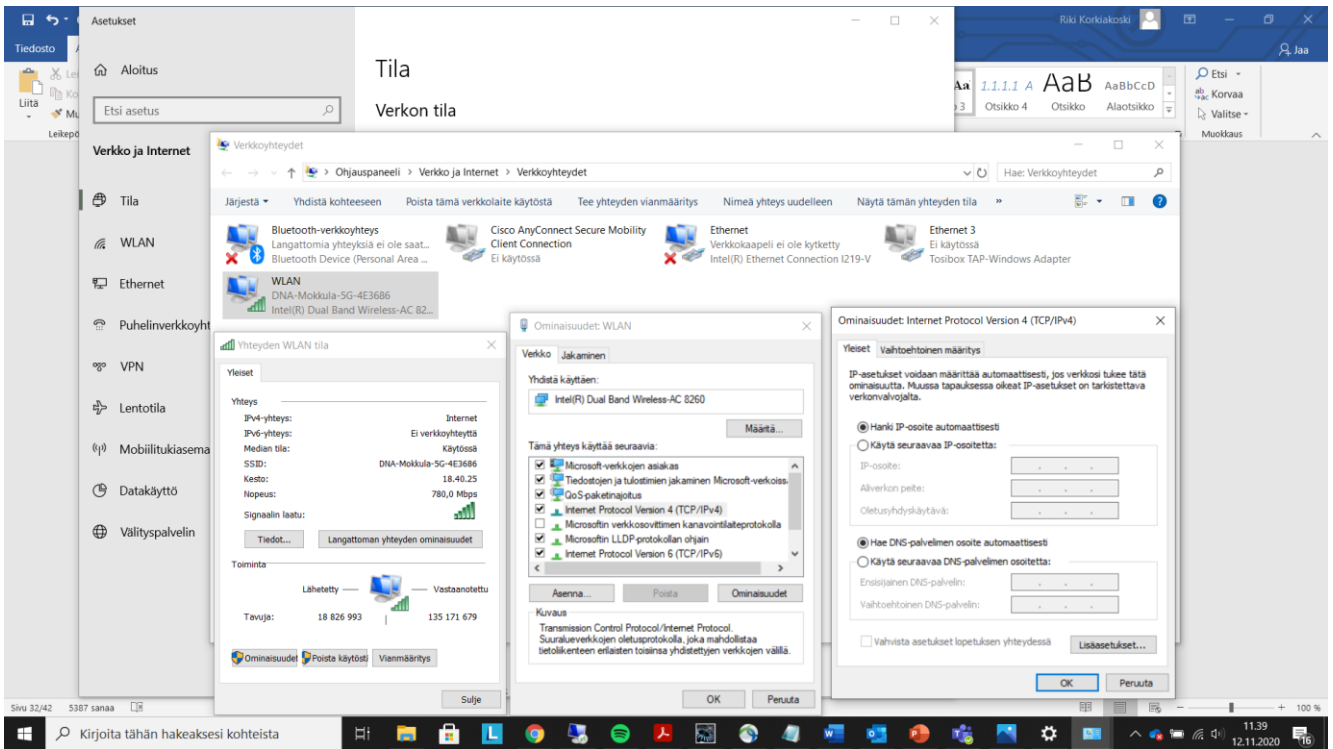 Riki Korkiakoski
Tiedosto
Jaa
Liitä
Leikepö
Aa
1.1.1.1 A
AaB
AaBbCcD
Otsikko 4
Otsikko
Alaotsikko
Etsi
Korvaa
Valitse
Muokkaus
Asetukset
Aloitus
Etsi asetus
Verkko ja Internet
Tila
WLAN
Ethernet
Puhelinverkkoyht
VPN
Lentotila
Mobiilitukiasema
Datakäyttö
Välityspalvelin
Tila
Verkon tila
Verkkoyhteydet
Ohjauspaneeli > Verkko ja Internet > Verkkoyhteydet
Hae: Verkkoyhteydet
Järjestä
Yhdistä kohteeseen
Poista tämä verkkolaite käytöstä
Tee yhteyden vianmääritys
Nimeä yhteys uudelleen
Näytä tämän yhteyden tila
»
Bluetooth-verkkoyhteys
Langattomia yhteyksiä ei ole saat...
Bluetooth Device (Personal Area ...
Cisco AnyConnect Secure Mobility
Client Connection
Ei käytössä
Ethernet
Verkkokaapeli ei ole kytketty
Intel(R) Ethernet Connection I219-V
Ethernet 3
Ei käytössä
Tosibox TAP-Windows Adapter
WLAN
DNA-Mokkula-5G-4E3686
Intel(R) Dual Band Wireless-AC 82...
Yhteyden WLAN tila
Yleiset
Yhteys
IPv4-yhteys: Internet
IPv6-yhteys: Ei verkkoyhteyttä
Median tila: Käytössä
SSID: DNA-Mokkula-5G-4E3686
Kesto: 18.40.25
Nopeus: 780,0 Mbps
Signaalin laatu:
Tiedot...
Langattoman yhteyden ominaisuudet
Toiminta
Lähetetty
Vastaanotettu
Tavuja: 18 826 993 135 171 679
Ominaisuudet
Poista käytöstä
Vianmääritys
Sulje
Ominaisuudet: WLAN
Verkko
Jakaminen
Yhdistä käyttäen:
Intel(R) Dual Band Wireless-AC 8260
Määritä...
Tämä yhteys käyttää seuraavia:
Microsoft-verkkojen asiakas
Tiedostojen ja tulostimien jakaminen Microsoft-verkoiss.
QoS-paketinajoitus
Internet Protocol Version 4 (TCP/IPv4)
Microsoftin verkkosovittimen kanavointilaiteprotokolla
Microsoftin LLDP-protokollan ohjain
Internet Protocol Version 6 (TCP/IPv6)
Asenna...
Poista
Ominaisuudet
Kuvaus
Transmission Control Protocol/Internet Protocol.
Suuralueverkkojen oletusprotokolla, joka mahdollistaa
tietoliikenteen erilaisten toisiinsa yhdistettyjen verkkojen välillä.
OK
Peruuta
Ominaisuudet: Internet Protocol Version 4 (TCP/IPv4)
Yleiset
Vaihtoehtoinen määritys
IP-asetukset voidaan määrittää automaattisesti, jos verkkosi tukee tätä
ominaisuutta. Muussa tapauksessa oikeat IP-asetukset on tarkistettava
verkonvalvojalta.
Hanki IP-osoite automaattisesti
Käytä seuraavaa IP-osoitetta:
IP-osoite:
Aliverkon peite:
Oletusyhdyskäytävä:
Hae DNS-palvelimen osoite automaattisesti
Käytä seuraavaa DNS-palvelimen osoitetta:
Ensisijainen DNS-palvelin:
Vaihtoehtoinen DNS-palvelin:
Vahvista asetukset lopetuksen yhteydessä
Lisäasetukset...
OK
Peruuta
Sivu 32/42
5387 sanaa
100 %
Kirjoita tähän hakeaksesi kohteista
11.39
12.11.2020
16